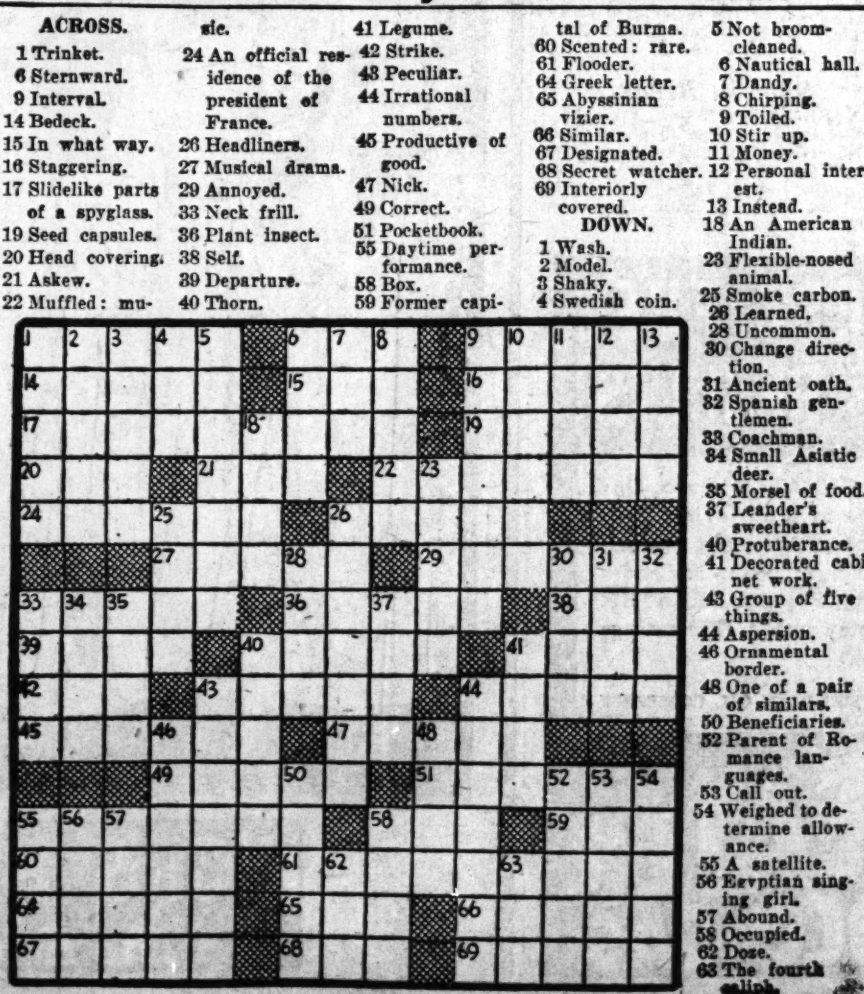 ACROSS.
1 Trinket.
6 Sternward.
9 Interval.
14 Bedeck.
15 In what way.
16 Staggering.
17 Slidelike parts
of a spyglass.
19 Seed capsules.
20 Head covering.
21 Askew.
22 Muffled: mu-
sic.
24 An official res-
idence of the
president of
France.
26 Headliners.
27 Musical drama.
29 Annoyed.
33 Neck frill.
36 Plant insect.
38 Self.
39 Departure.
40 Thorn.
41 Legume.
42 Strike.
43 Peculiar.
44 Irrational
numbers.
45 Productive of
good.
47 Nick.
49 Correct.
51 Pocketbook.
55 Daytime per-
formance.
58 Box.
59 Former capi-
tal of Burma.
60 Scented: rare.
61 Flooder.
64 Greek letter.
65 Abyssinian
vizier.
66 Similar.
67 Designated.
68 Secret watcher.
69 Interiorly
covered.
DOWN.
1 Wash.
2 Model.
3 Shaky.
4 Swedish coin.
5 Not broom-
cleaned.
6 Nautical hall.
7 Dandy.
8 Chirping.
9 Toiled.
10 Stir up.
11 Money.
12 Personal inter
est.
13 Instead.
18 An American
Indian.
23 Flexible-nosed
animal.
25 Smoke carbon.
26 Learned.
28 Uncommon.
30 Change direc-
tion.
31 Ancient oath.
32 Spanish gen-
tlemen.
33 Coachman.
34 Small Asiatic
deer.
35 Morsel of food.
37 Leander's
sweetheart.
40 Protuberance.
41 Decorated cabi
net work.
43 Group of five
things.
44 Aspersion.
46 Ornamental
border.
48 One of a pair
of similars.
50 Beneficiaries.
52 Parent of Ro-
mance lan-
guages.
53 Call out.
54 Weighed to de-
termine allow-
ance.
55 A satellite.
56 Egyptian sing-
ing girl.
57 Abound.
58 Occupied.
62 Doze.
63 The fourth
caliph.
1 2 3 4 5 6 7 8 9 10 11 12 13
14 15 16
17 18 19
20 21 22 23
24 25 26
27 28 29 30 31 32
33 34 35 36 37 38
39 40 41
42 43 44
45 46 47 48
49 50 51 52 53 54
55 56 57 58 59
60 61 62 63
64 65 66
67 68 69